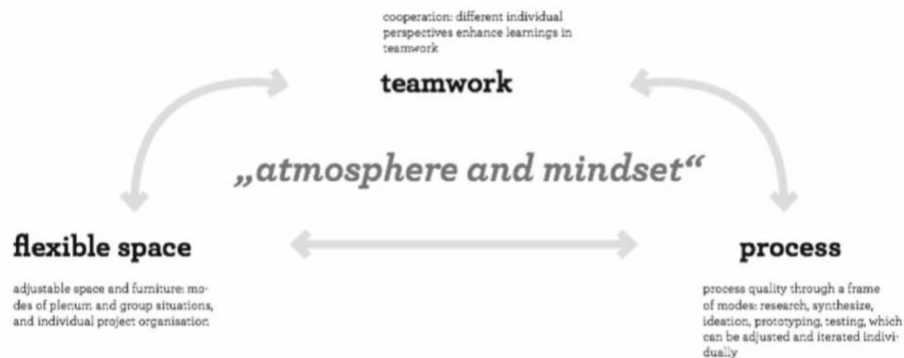 cooperation: different individual
perspectives enhance learnings in
teamwork
teamwork
„atmosphere and mindset“
flexible space
adjustable space and furniture: mo-
des of plenum and group situations,
and individual project organisation
process
process quality through a frame
of modes: research, synthesize,
ideation, prototyping, testing, which
can be adjusted and iterated indivi-
dually